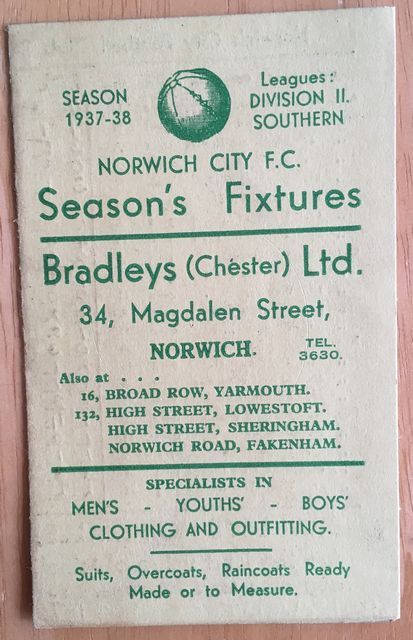 SEASON
1937-38
Leagues:
DIVISION II.
SOUTHERN
NORWICH CITY F.C.
Season's Fixtures
Bradleys (Chester) Ltd.
34, Magdalen Street,
NORWICH.
TEL.
3630.
Also at . . .
16, BROAD ROW, YARMOUTH.
132, HIGH STREET, LOWESTOFT.
HIGH STREET, SHERINGHAM.
NORWICH ROAD, FAKENHAM.
SPECIALISTS IN
MEN'S - YOUTHS' - BOYS'
CLOTHING AND OUTFITTING.
Suits, Overcoats, Raincoats Ready
Made or to Measure.